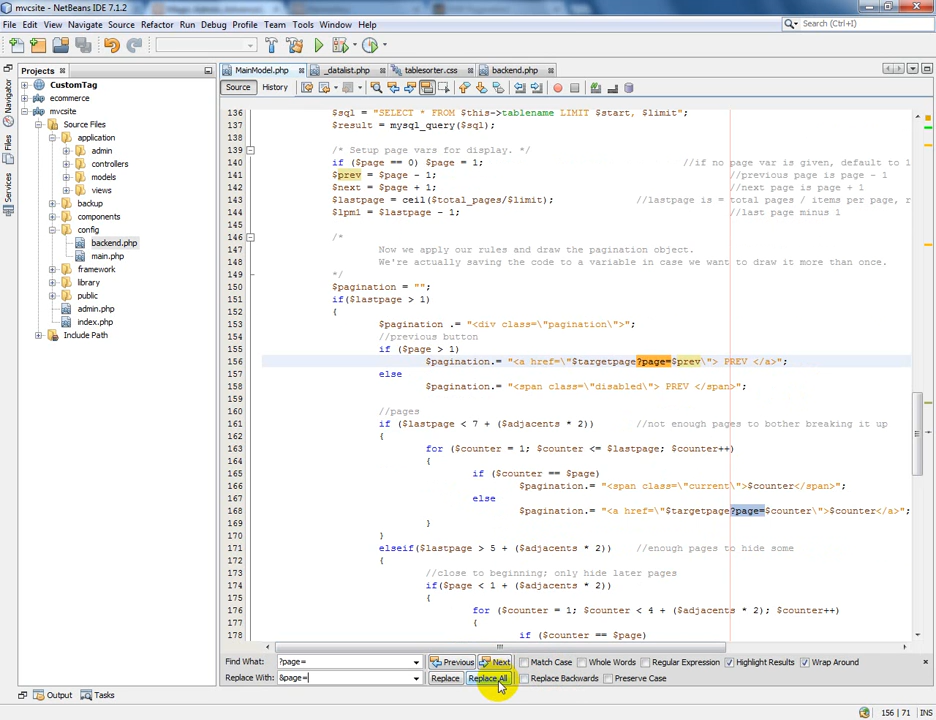 mvcsite - NetBeans IDE 7.1.2
File Edit View Navigate Source Refactor Run Debug Profile Team Tools Window Help
Search (Ctrl+I)
Projects
MainModel.php _datalist.php tablesorter.css backend.php
Source History
Navigator
Files
Services
CustomTag
ecommerce
mvcsite
Source Files
application
admin
controllers
models
views
backup
components
config
backend.php
main.php
framework
library
public
admin.php
index.php
Include Path
136 $sql = "SELECT * FROM $this->tablename LIMIT $start, $limit";
137 $result = mysql_query($sql);
138
139 /* Setup page vars for display. */
140 if ($page == 0) $page = 1; //if no page var is given, default to 1
141 $prev = $page - 1; //previous page is page - 1
142 $next = $page + 1; //next page is page + 1
143 $lastpage = ceil($total_pages/$limit); //lastpage is = total pages / items per page, r
144 $lpm1 = $lastpage - 1; //last page minus 1
145
146 /*
147 Now we apply our rules and draw the pagination object.
148 We're actually saving the code to a variable in case we want to draw it more than once.
149 */
150 $pagination = "";
151 if($lastpage > 1)
152 {
153 $pagination .= "<div class=\"pagination\">";
154 //previous button
155 if ($page > 1)
156 $pagination.= "<a href=\"$targetpage?page=$prev\"> PREV </a>";
157 else
158 $pagination.= "<span class=\"disabled\"> PREV </span>";
159
160 //pages
161 if ($lastpage < 7 + ($adjacents * 2)) //not enough pages to bother breaking it up
162 {
163 for ($counter = 1; $counter <= $lastpage; $counter++)
164 {
165 if ($counter == $page)
166 $pagination.= "<span class=\"current\">$counter</span>";
167 else
168 $pagination.= "<a href=\"$targetpage?page=$counter\">$counter</a>";
169 }
170 }
171 elseif($lastpage > 5 + ($adjacents * 2)) //enough pages to hide some
172 {
173 //close to beginning; only hide later pages
174 if($page < 1 + ($adjacents * 2))
175 {
176 for ($counter = 1; $counter < 4 + ($adjacents * 2); $counter++)
177 {
178 if ($counter == $page)
Find What: ?page= Previous Next Match Case Whole Words Regular Expression Highlight Results Wrap Around
Replace With: &page= Replace Replace All Replace Backwards Preserve Case
Output Tasks
156 | 71 INS